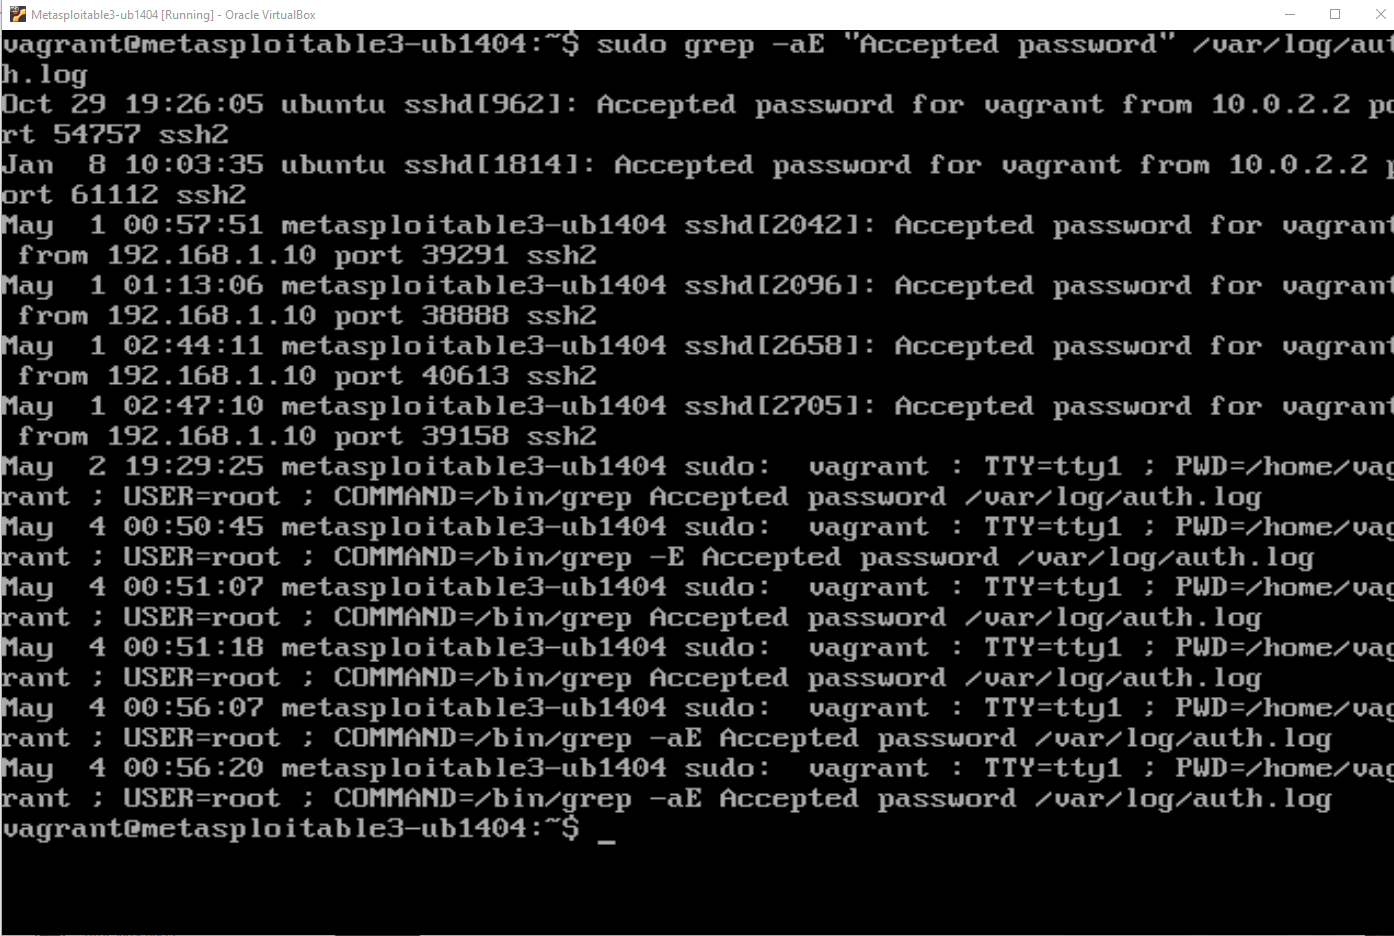 Metasploitable3-ub1404 [Running] - Oracle VirtualBox
vagrant@metasploitable3-ub1404:~$ sudo grep -aE "Accepted password" /var/log/aut
h.log
Oct 29 19:26:05 ubuntu sshd[962]: Accepted password for vagrant from 10.0.2.2 po
rt 54757 ssh2
Jan  8 10:03:35 ubuntu sshd[1814]: Accepted password for vagrant from 10.0.2.2 p
ort 61112 ssh2
May  1 00:57:51 metasploitable3-ub1404 sshd[2042]: Accepted password for vagrant
 from 192.168.1.10 port 39291 ssh2
May  1 01:13:06 metasploitable3-ub1404 sshd[2096]: Accepted password for vagrant
 from 192.168.1.10 port 38888 ssh2
May  1 02:44:11 metasploitable3-ub1404 sshd[2658]: Accepted password for vagrant
 from 192.168.1.10 port 40613 ssh2
May  1 02:47:10 metasploitable3-ub1404 sshd[2705]: Accepted password for vagrant
 from 192.168.1.10 port 39158 ssh2
May  2 19:29:25 metasploitable3-ub1404 sudo:  vagrant : TTY=tty1 ; PWD=/home/vag
rant ; USER=root ; COMMAND=/bin/grep Accepted password /var/log/auth.log
May  4 00:50:45 metasploitable3-ub1404 sudo:  vagrant : TTY=tty1 ; PWD=/home/vag
rant ; USER=root ; COMMAND=/bin/grep -E Accepted password /var/log/auth.log
May  4 00:51:07 metasploitable3-ub1404 sudo:  vagrant : TTY=tty1 ; PWD=/home/vag
rant ; USER=root ; COMMAND=/bin/grep Accepted password /var/log/auth.log
May  4 00:51:18 metasploitable3-ub1404 sudo:  vagrant : TTY=tty1 ; PWD=/home/vag
rant ; USER=root ; COMMAND=/bin/grep Accepted password /var/log/auth.log
May  4 00:56:07 metasploitable3-ub1404 sudo:  vagrant : TTY=tty1 ; PWD=/home/vag
rant ; USER=root ; COMMAND=/bin/grep -aE Accepted password /var/log/auth.log
May  4 00:56:20 metasploitable3-ub1404 sudo:  vagrant : TTY=tty1 ; PWD=/home/vag
rant ; USER=root ; COMMAND=/bin/grep -aE Accepted password /var/log/auth.log
vagrant@metasploitable3-ub1404:~$ _